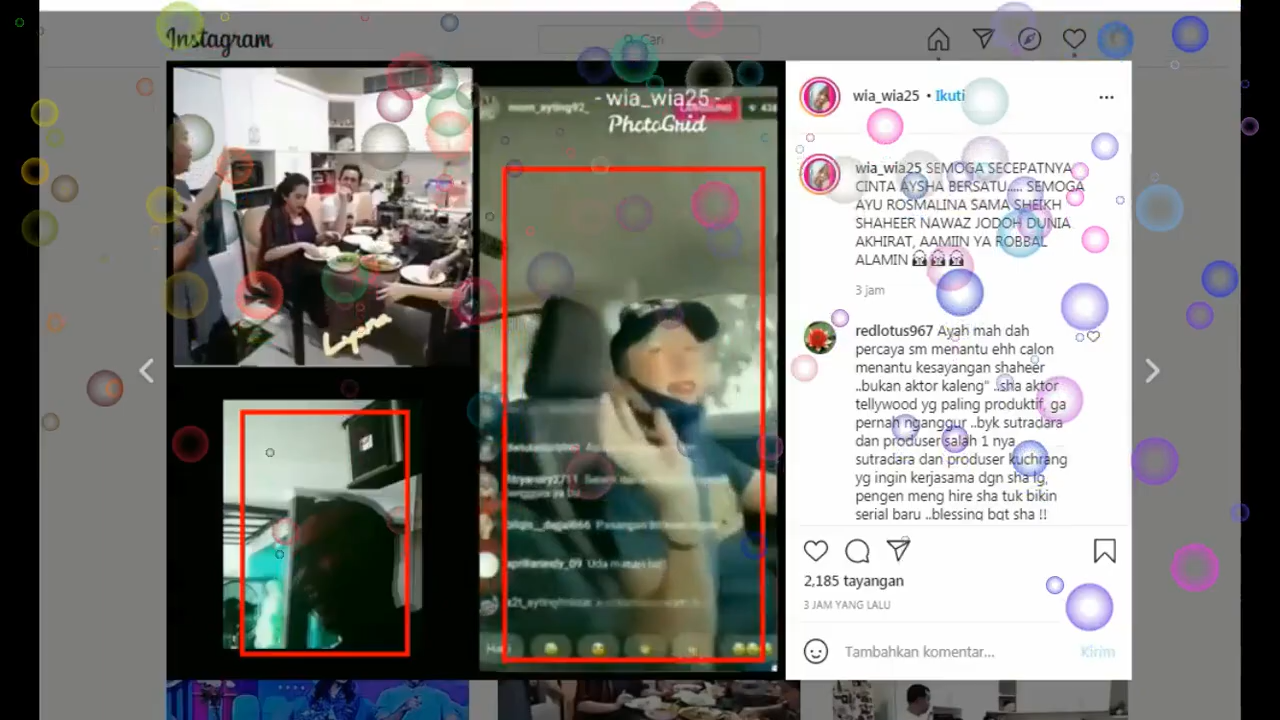 Instagram
Cari
mom_ayting92_
- wia_wia25 -
PhotoGrid
Lyana
wia_wia25 • Ikuti
wia_wia25 SEMOGA SECEPATNYA
CINTA AYSHA BERSATU.... SEMOGA
AYU ROSMALINA SAMA SHEIKH
SHAHEER NAWAZ JODOH DUNIA
AKHIRAT, AAMIIN YA ROBBAL
ALAMIN
3 jam
redlotus967 Ayah mah dah
percaya sm menantu ehh calon
menantu kesayangan shaheer
..bukan aktor kaleng" ..sha aktor
tellywood yg paling produktif, ga
pernah nganggur ..byk sutradara
dan produser salah 1 nya
sutradara dan produser kuchrang
yg ingin kerjasama dgn sha lg,
pengen meng hire sha tuk bikin
serial baru ..blessing bgt sha !!
2,185 tayangan
3 JAM YANG LALU
Tambahkan komentar...
Kirim